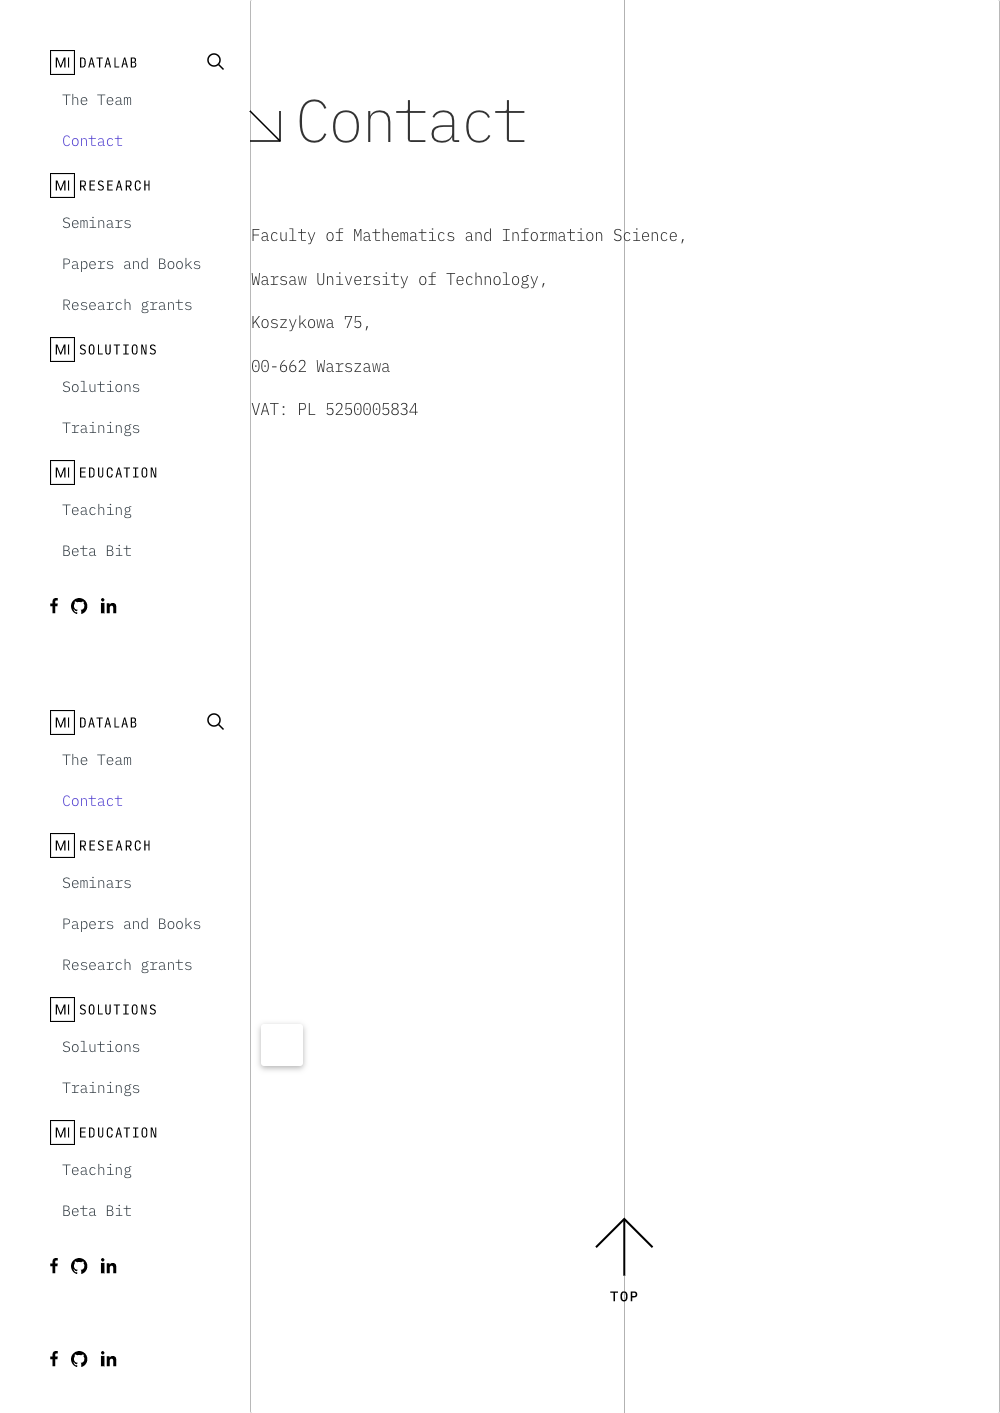 MI DATALAB
The Team
Contact
MI RESEARCH
Seminars
Papers and Books
Research grants
MI SOLUTIONS
Solutions
Trainings
MI EDUCATION
Teaching
Beta Bit
Contact
Faculty of Mathematics and Information Science,
Warsaw University of Technology,
Koszykowa 75,
00-662 Warszawa
VAT: PL 5250005834
MI DATALAB
The Team
Contact
MI RESEARCH
Seminars
Papers and Books
Research grants
MI SOLUTIONS
Solutions
Trainings
MI EDUCATION
Teaching
Beta Bit
TOP